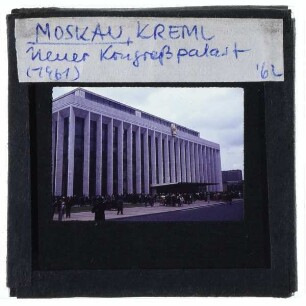 MOSKAU, KREML
Neuer Kongreßpalast
(1961) '62